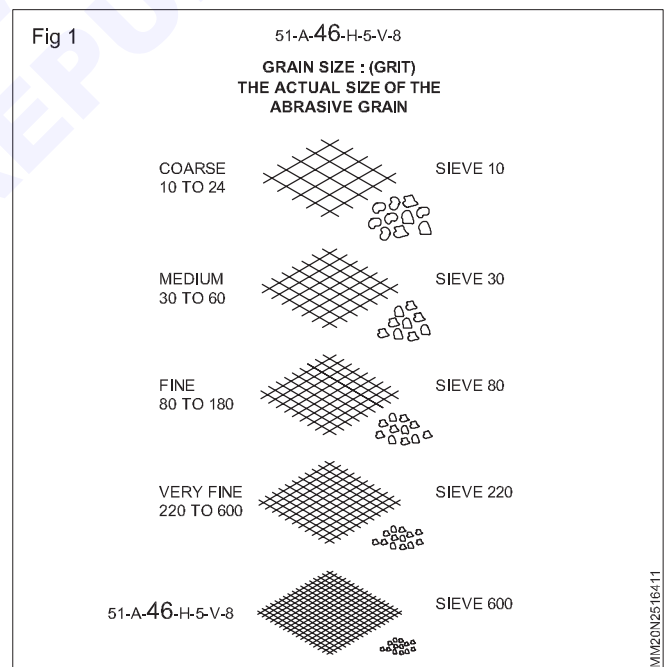 Fig 1
51-A-46-H-5-V-8
GRAIN SIZE : (GRIT)
THE ACTUAL SIZE OF THE
ABRASIVE GRAIN
COARSE
10 TO 24
SIEVE 10
MEDIUM
30 TO 60
SIEVE 30
FINE
80 TO 180
SIEVE 80
VERY FINE
220 TO 600
SIEVE 220
51-A-46-H-5-V-8
SIEVE 600